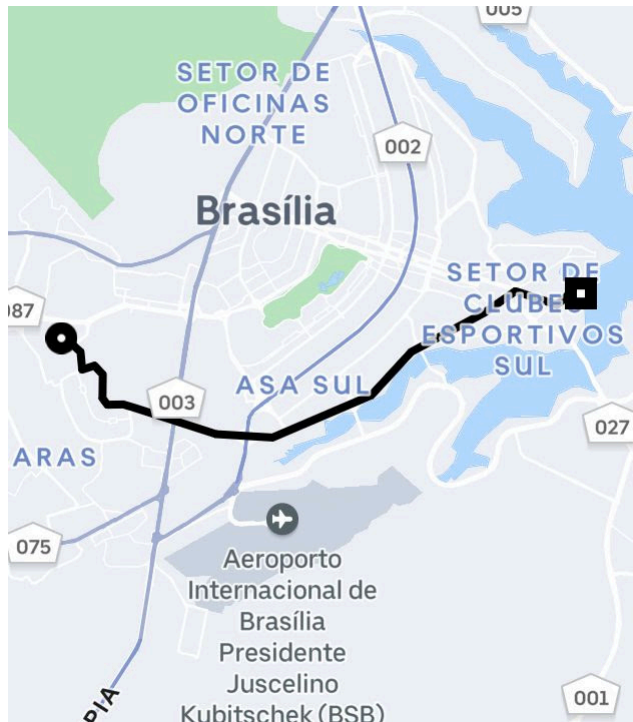 005
SETOR DE
OFICINAS
NORTE
002
Brasília
SETOR DE
CLUBES
ESPORTIVOS
SUL
087
003
ASA SUL
027
ARAS
075
Aeroporto
Internacional de
Brasília
Presidente
Juscelino
Kubitschek (BSB)
001
PIA